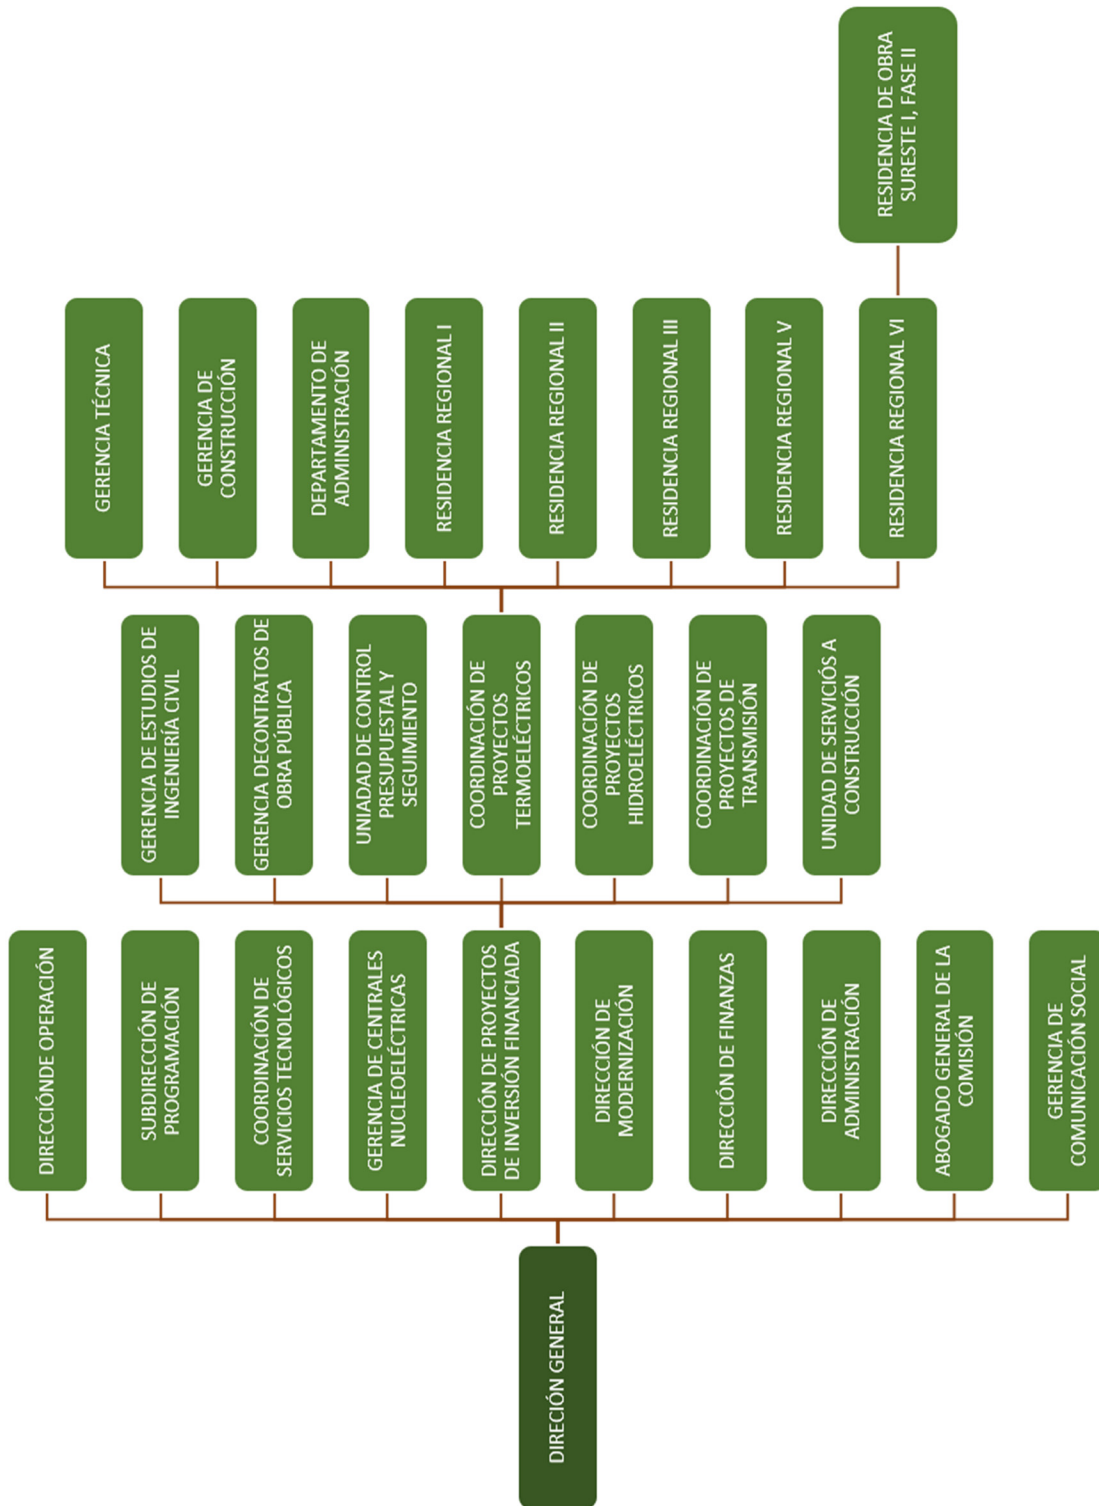 DIRECIÓN GENERAL
DIRECCIÓNDE OPERACIÓN
SUBDIRECCIÓN DE
PROGRAMACIÓN
COORDINACIÓN DE
SERVICIOS TECNOLÓGICOS
GERENCIA DE CENTRALES
NUCLEOELÉCTRICAS
DIRECCIÓN DE PROYECTOS
DE INVERSIÓN FINANCIADA
DIRECCIÓN DE
MODERNIZACIÓN
DIRECCIÓN DE FINANZAS
DIRECCIÓN DE
ADMINISTRACIÓN
ABOGADO GENERAL DE LA
COMISIÓN
GERENCIA DE
COMUNICACIÓN SOCIAL
GERENCIA DE ESTUDIOS DE
INGENIERÍA CIVIL
GERENCIA DECONTRATOS DE
OBRA PÚBLICA
UNIADAD DE CONTROL
PRESUPUESTAL Y
SEGUIMIENTO
COORDINACIÓN DE
PROYECTOS
TERMOELÉCTRICOS
COORDINACIÓN DE
PROYECTOS
HIDROELÉCTRICOS
COORDINACIÓN DE
PROYECTOS DE
TRANSMISIÓN
UNIDAD DE SERVICIÓS A
CONSTRUCCIÓN
GERENCIA TÉCNICA
GERENCIA DE
CONSTRUCCIÓN
DEPARTAMENTO DE
ADMINISTRACIÓN
RESIDENCIA REGIONAL I
RESIDENCIA REGIONAL II
RESIDENCIA REGIONAL III
RESIDENCIA REGIONAL V
RESIDENCIA REGIONAL VI
RESIDENCIA DE OBRA
SURESTE I, FASE II